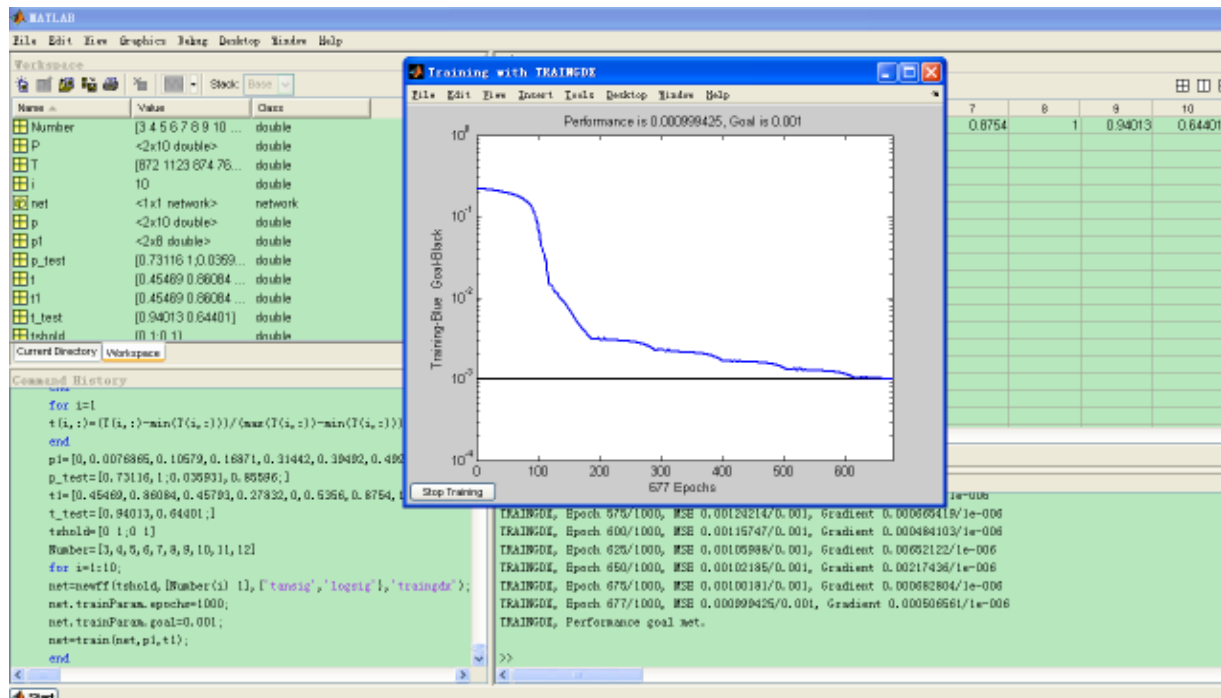 MATLAB
File Edit View Graphics Debug Desktop Window Help
Workspace
Stack: Base
Name Value Class
Number [3 4 5 6 7 8 9 10 ... double
P <2x10 double> double
T [872 1123 874 76... double
i 10 double
net <1x1 network> network
p <2x10 double> double
p1 <2x8 double> double
p_test [0.73116 1;0.0359... double
t [0.45469 0.86084 ... double
t1 [0.45469 0.86084 ... double
t_test [0.94013 0.64401] double
tshold [0 1;0 1] double
Current Directory Workspace
Command History
end
for i=1
t(i,:)=(T(i,:)-min(T(i,:)))/(max(T(i,:))-min(T(i,:)))
end
p1=[0,0.0076865,0.10579,0.16871,0.31442,0.39492,0.492
p_test=[0.73116,1;0.035931,0.85596;]
t1=[0.45469,0.86084,0.45793,0.27832,0,0.5356,0.8754,
t_test=[0.94013,0.64401;]
tshold=[0 1;0 1]
Number=[3,4,5,6,7,8,9,10,11,12]
for i=1:10;
net=newff(tshold,[Number(i) 1],{'tansig','logsig'},'traingdx');
net.trainParam.epochs=1000;
net.trainParam.goal=0.001;
net=train(net,p1,t1);
end
Start
Training with TRAINGDX
File Edit View Insert Tools Desktop Window Help
Performance is 0.000999425, Goal is 0.001
Training-Blue Goal-Black
10^0
10^-1
10^-2
10^-3
10^-4
0 100 200 300 400 500 600
677 Epochs
Stop Training
7 8 9 10
0.8754 1 0.94013 0.64401
1e-006
TRAINGDX, Epoch 575/1000, MSE 0.00124214/0.001, Gradient 0.000665419/1e-006
TRAINGDX, Epoch 600/1000, MSE 0.00115747/0.001, Gradient 0.000484103/1e-006
TRAINGDX, Epoch 625/1000, MSE 0.00105988/0.001, Gradient 0.00652122/1e-006
TRAINGDX, Epoch 650/1000, MSE 0.00102185/0.001, Gradient 0.00217436/1e-006
TRAINGDX, Epoch 675/1000, MSE 0.00100181/0.001, Gradient 0.000682804/1e-006
TRAINGDX, Epoch 677/1000, MSE 0.000999425/0.001, Gradient 0.000506561/1e-006
TRAINGDX, Performance goal met.
>>